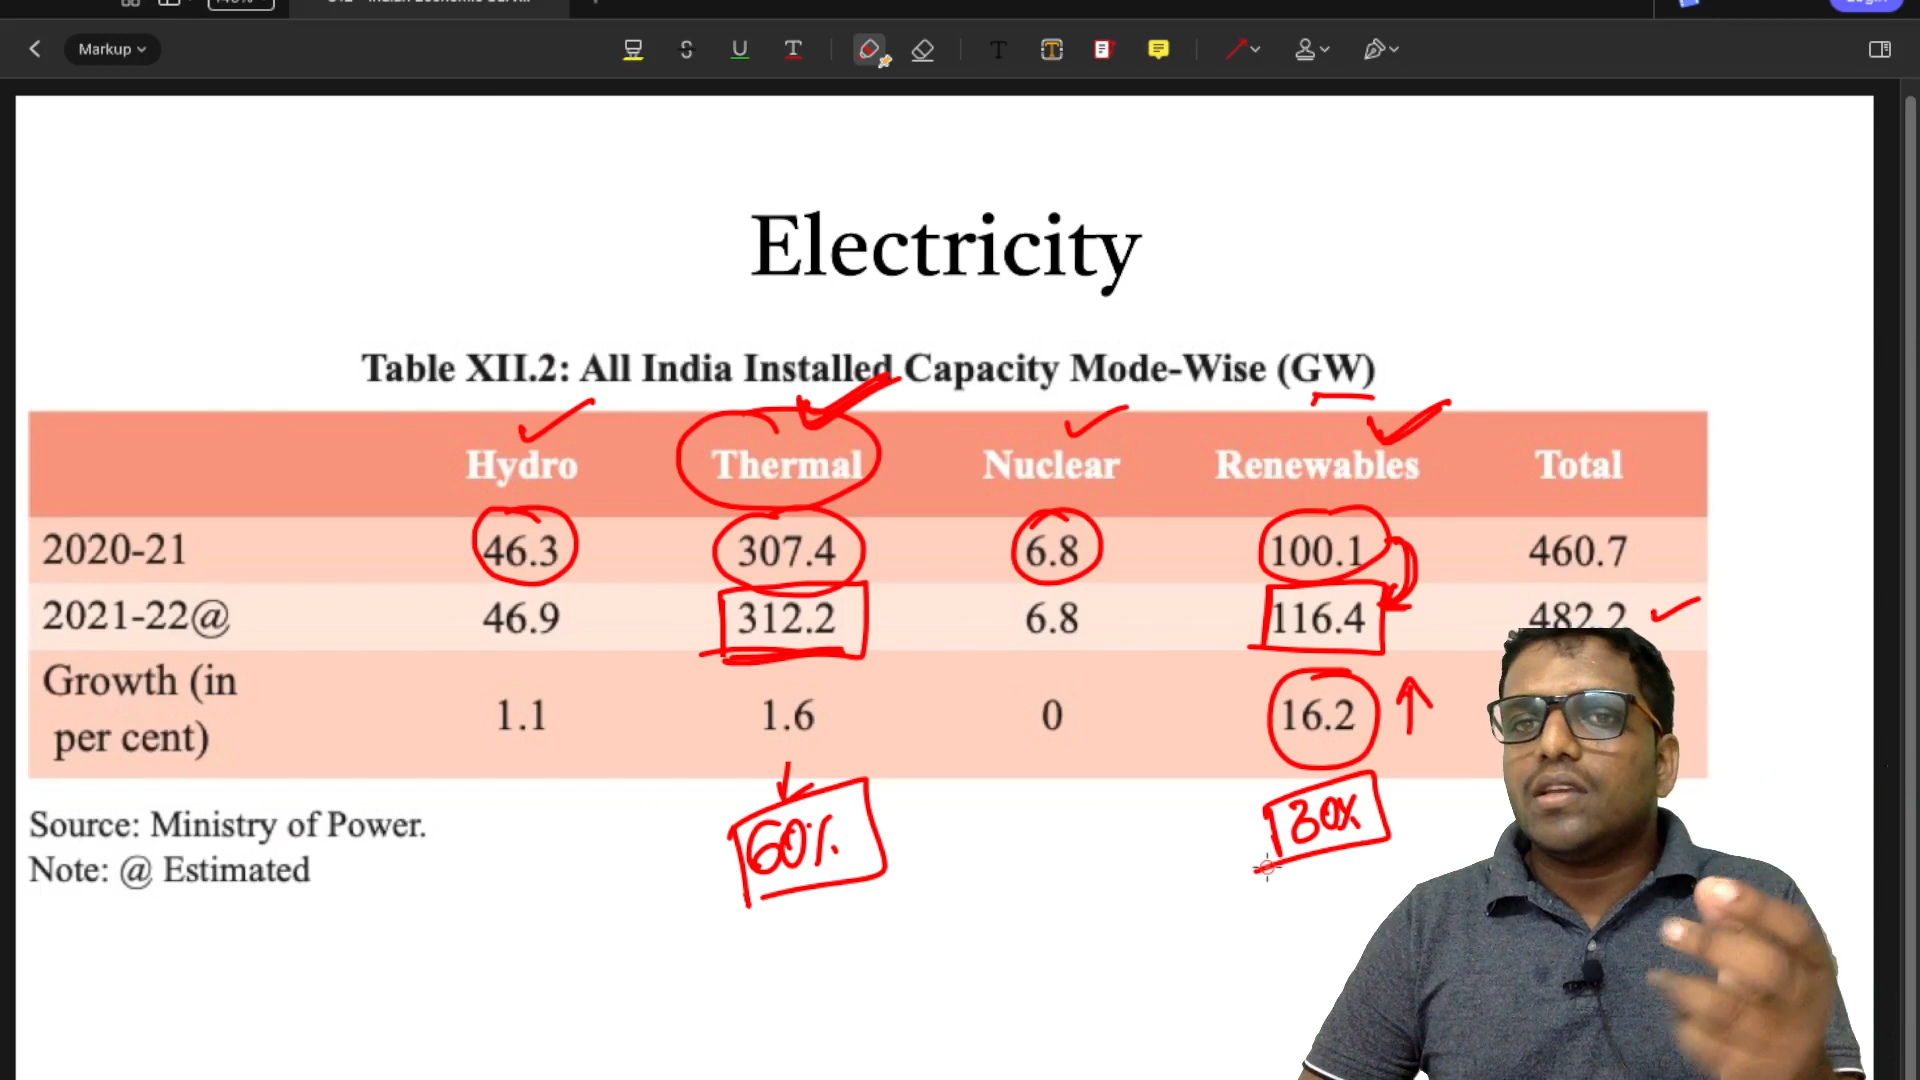 Markup
Electricity
Table XII.2: All India Installed Capacity Mode-Wise (GW)
Hydro Thermal Nuclear Renewables Total
2020-21 46.3 307.4 6.8 100.1 460.7
2021-22@ 46.9 312.2 6.8 116.4 482.2
Growth (in per cent) 1.1 1.6 0 16.2
60%
30%
Source: Ministry of Power.
Note: @ Estimated